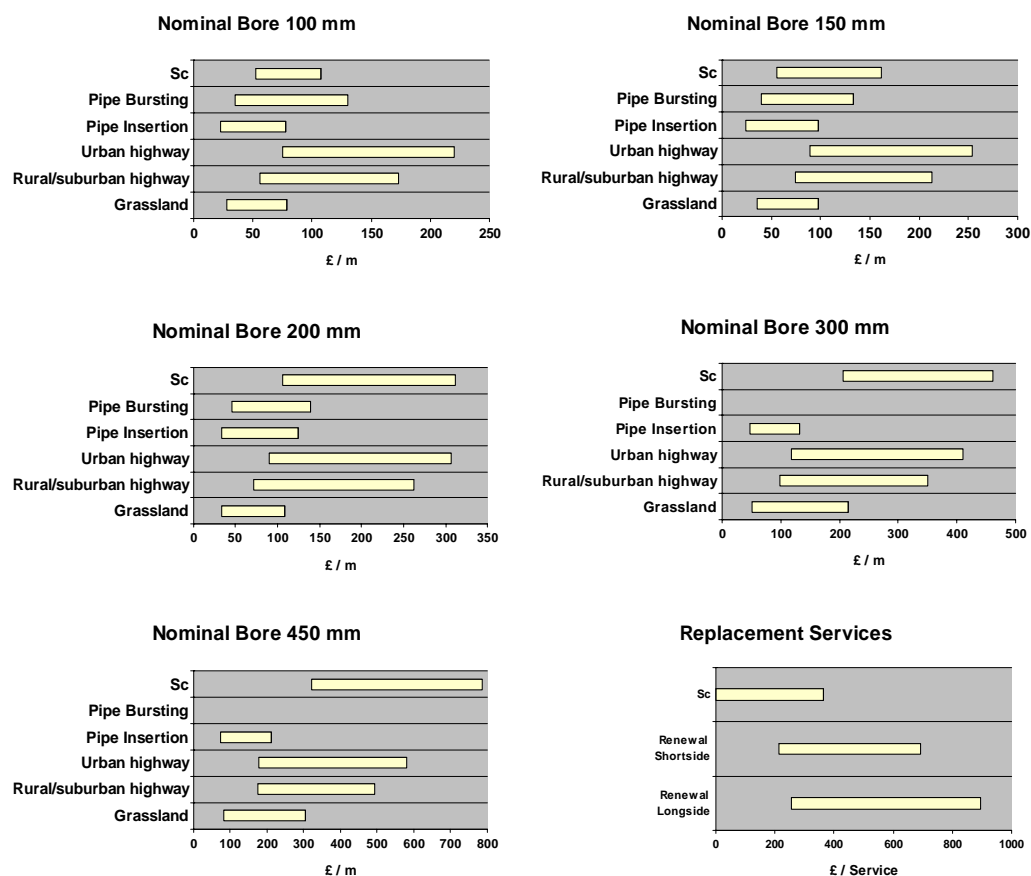 Nominal Bore 100 mm
Sc
Pipe Bursting
Pipe Insertion
Urban highway
Rural/suburban highway
Grassland
0 50 100 150 200 250
£ / m
Nominal Bore 150 mm
Sc
Pipe Bursting
Pipe Insertion
Urban highway
Rural/suburban highway
Grassland
0 50 100 150 200 250 300
£ / m
Nominal Bore 200 mm
Sc
Pipe Bursting
Pipe Insertion
Urban highway
Rural/suburban highway
Grassland
0 50 100 150 200 250 300 350
£ / m
Nominal Bore 300 mm
Sc
Pipe Bursting
Pipe Insertion
Urban highway
Rural/suburban highway
Grassland
0 100 200 300 400 500
£ / m
Nominal Bore 450 mm
Sc
Pipe Bursting
Pipe Insertion
Urban highway
Rural/suburban highway
Grassland
0 100 200 300 400 500 600 700 800
£ / m
Replacement Services
Sc
Renewal
Shortside
Renewal
Longside
0 200 400 600 800 1000
£ / Service